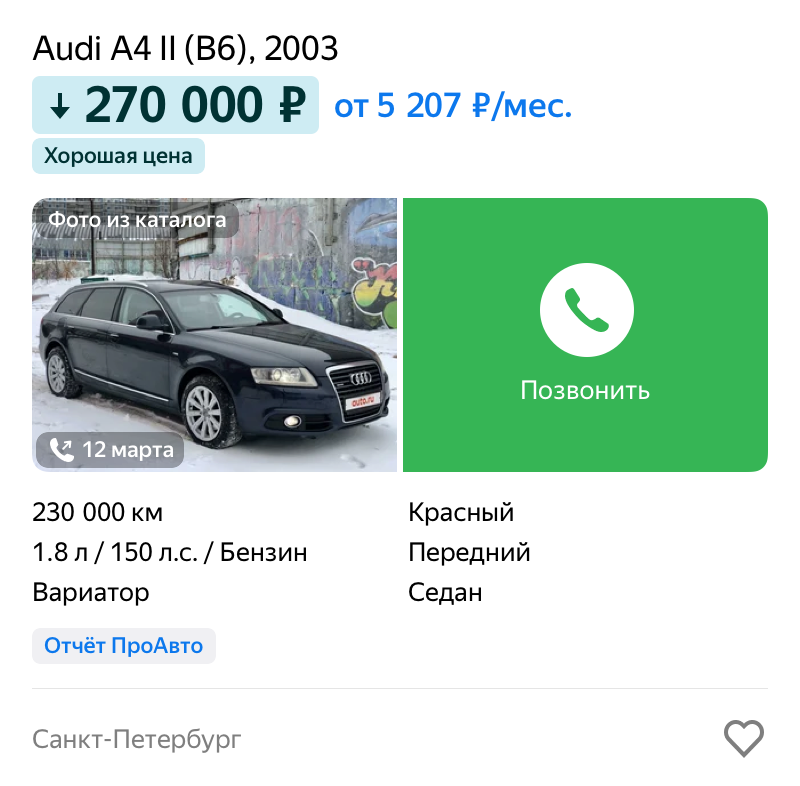 Audi A4 II (B6), 2003
↓ 270 000 ₽ от 5 207 ₽/мес.
Хорошая цена
Фото из каталога
auto.ru
12 марта
Позвонить
230 000 км
Красный
1.8 л / 150 л.с. / Бензин
Передний
Вариатор
Седан
Отчёт ПроАвто
Санкт-Петербург